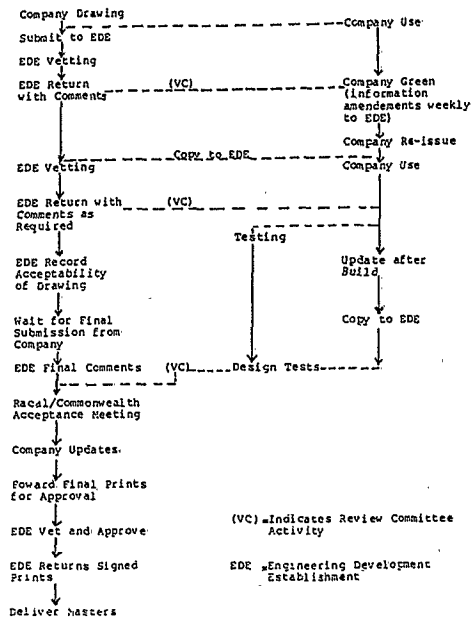 Company Drawing
Submit to EDE
Company Use
EDE Vetting
EDE Return
with Comments
(VC)
Company Green
(information
amendements weekly
to EDE)
Company Re-issue
Copy to EDE
EDE Vetting
Company Use
EDE Return with
Comments as
Required
(VC)
Testing
EDE Record
Acceptability
of Drawing
Update after
Build
Wait for Final
Submission from
Company
Copy to EDE
EDE Final Comments
(VC)
Design Tests
Racal/Commonwealth
Acceptance Meeting
Company Updates.
Foward Final Prints
for Approval
EDE Vet and Approve
EDE Returns Signed
Prints
Deliver Masters
(VC) =Indicates Review Committee
Activity
EDE =Engineering Development
Establishment